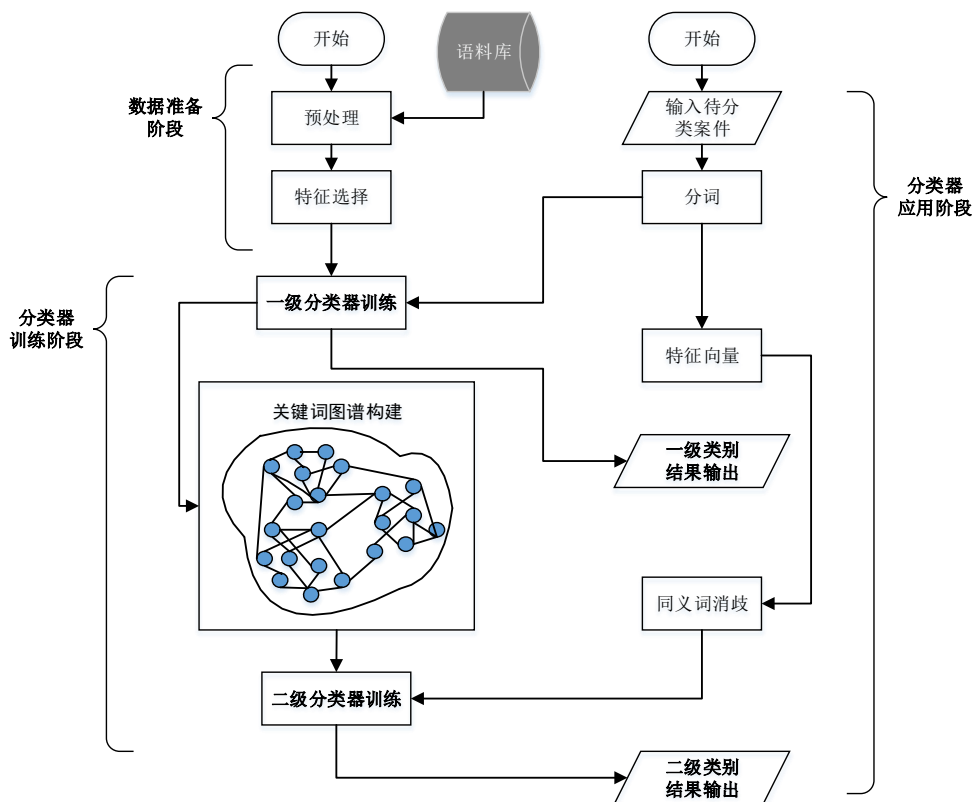 开始
语料库
开始
数据准备
阶段
预处理
输入待分
类案件
特征选择
分词
分类器
应用阶段
一级分类器训练
分类器
训练阶段
特征向量
关键词图谱构建
一级类别
结果输出
同义词消歧
二级分类器训练
二级类别
结果输出